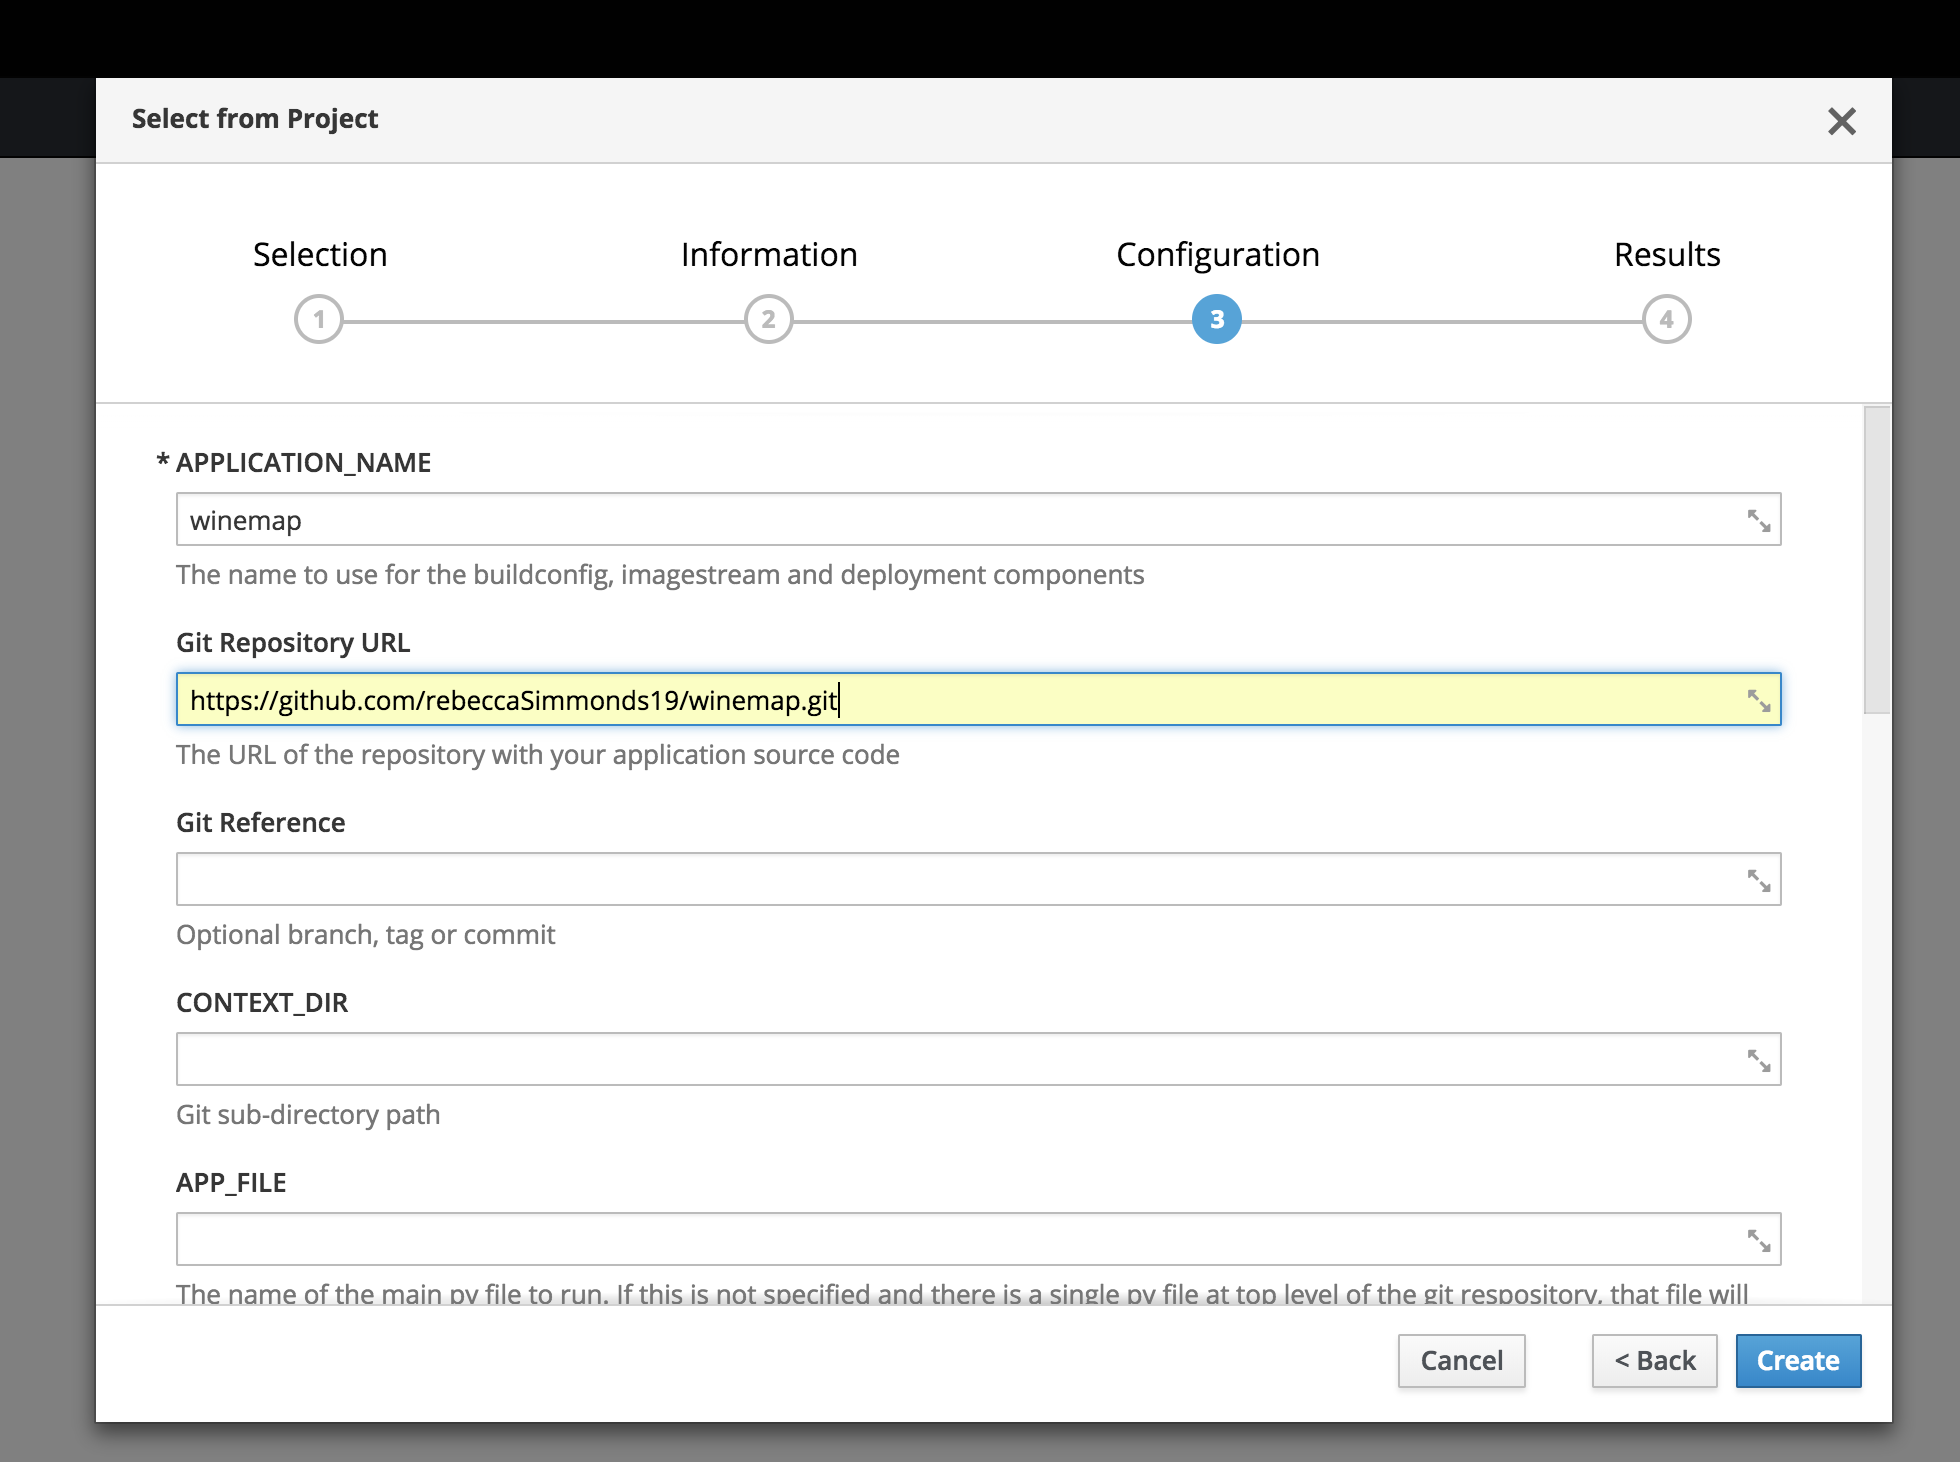 Select from Project
Selection
Information
Configuration
Results
1
2
3
4
* APPLICATION_NAME
winemap
The name to use for the buildconfig, imagestream and deployment components
Git Repository URL
https://github.com/rebeccaSimmonds19/winemap.git
The URL of the repository with your application source code
Git Reference
Optional branch, tag or commit
CONTEXT_DIR
Git sub-directory path
APP_FILE
The name of the main py file to run. If this is not specified and there is a single py file at top level of the git respository, that file will
Cancel
< Back
Create